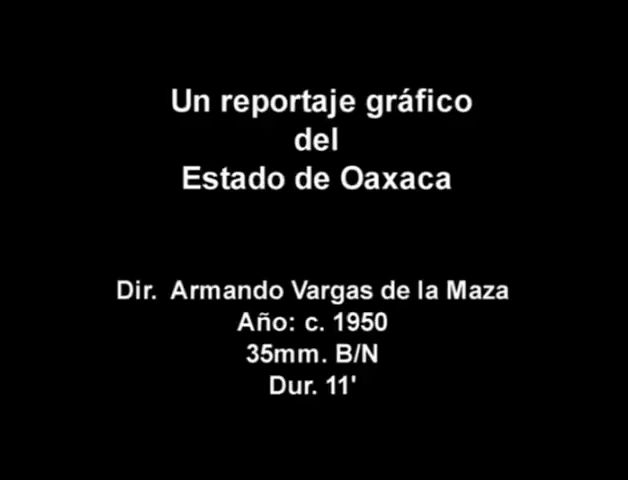 Un reportaje gráfico
del
Estado de Oaxaca
Dir. Armando Vargas de la Maza
Año: c. 1950
35mm. B/N
Dur. 11'